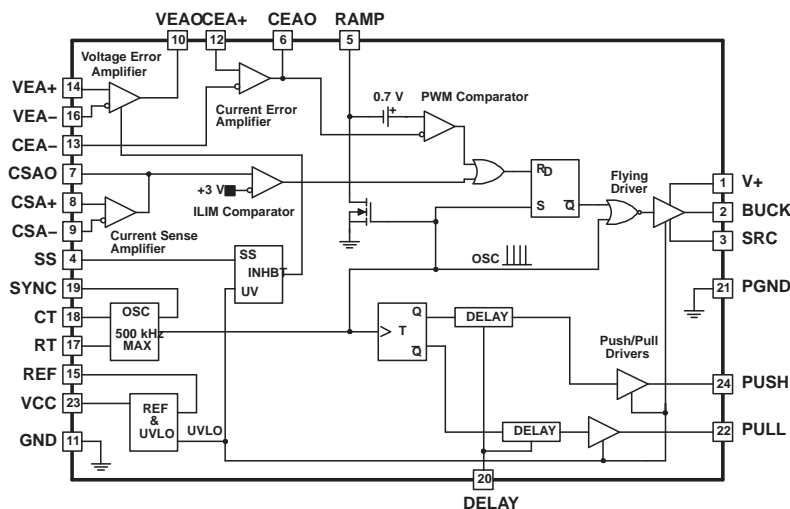 VEAO CEA+ CEAO RAMP
10 12 6 5
Voltage Error
Amplifier
VEA+ 14
VEA− 16
CEA− 13
CSAO 7
CSA+ 8
CSA− 9
SS 4
SYNC 19
CT 18
RT 17
REF 15
VCC 23
GND 11
Current Error
Amplifier
0.7 V
+
PWM Comparator
+3 V
ILIM Comparator
Current Sense
Amplifier
SS
INHBT
UV
OSC
500 kHz
MAX
REF
&
UVLO
UVLO
RD
S
Q
OSC
Flying
Driver
T
Q
Q
DELAY
DELAY
Push/Pull
Drivers
1 V+
2 BUCK
3 SRC
21 PGND
24 PUSH
22 PULL
20
DELAY